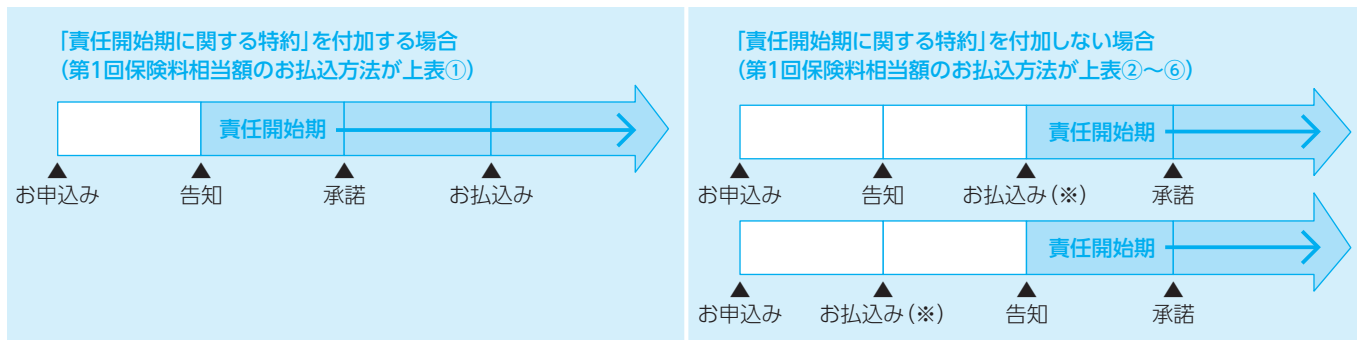 「責任開始期に関する特約」を付加する場合
(第1回保険料相当額のお払込方法が上表①)
責任開始期
▲ ▲ ▲ ▲
お申込み 告知 承諾 お払込み
「責任開始期に関する特約」を付加しない場合
(第1回保険料相当額のお払込方法が上表②〜⑥)
責任開始期
▲ ▲ ▲ ▲
お申込み 告知 お払込み(※) 承諾
責任開始期
▲ ▲ ▲ ▲
お申込み お払込み(※) 告知 承諾